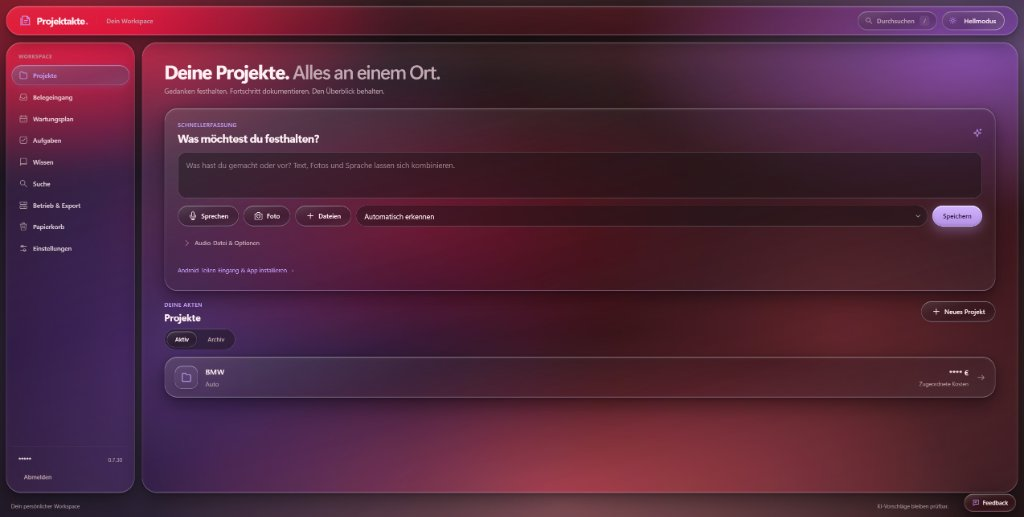 Projektakte.
Dein Workspace
Durchsuchen /
Hellmodus
WORKSPACE
Projekte
Belegeingang
Wartungsplan
Aufgaben
Wissen
Suche
Betrieb & Export
Papierkorb
Einstellungen
*****
0.7.30
Abmelden
Deine Projekte. Alles an einem Ort.
Gedanken festhalten. Fortschritt dokumentieren. Den Überblick behalten.
SCHNELLERFASSUNG
Was möchtest du festhalten?
Was hast du gemacht oder vor? Text, Fotos und Sprache lassen sich kombinieren.
Sprechen
Foto
Dateien
Automatisch erkennen
Speichern
Audio-Datei & Optionen
Android-Teilen-Eingang & App installieren
DEINE AKTEN
Projekte
Neues Projekt
Aktiv
Archiv
BMW
Auto
**** €
Zugeordnete Kosten
Dein persönlicher Workspace
KI-Vorschläge bleiben prüfbar.
Feedback